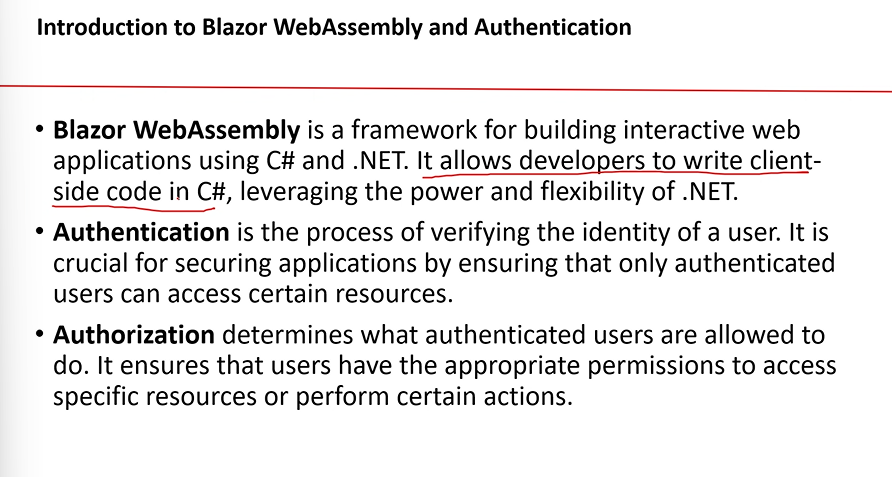 Introduction to Blazor WebAssembly and Authentication
• Blazor WebAssembly is a framework for building interactive web
applications using C# and .NET. It allows developers to write client-
side code in C#, leveraging the power and flexibility of .NET.
• Authentication is the process of verifying the identity of a user. It is
crucial for securing applications by ensuring that only authenticated
users can access certain resources.
• Authorization determines what authenticated users are allowed to
do. It ensures that users have the appropriate permissions to access
specific resources or perform certain actions.